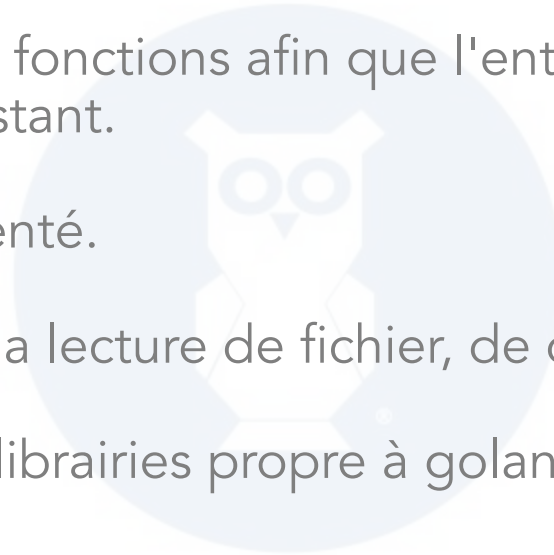 fonctions afin que l'ent
stant.
enté.
a lecture de fichier, de
librairies propre à golan